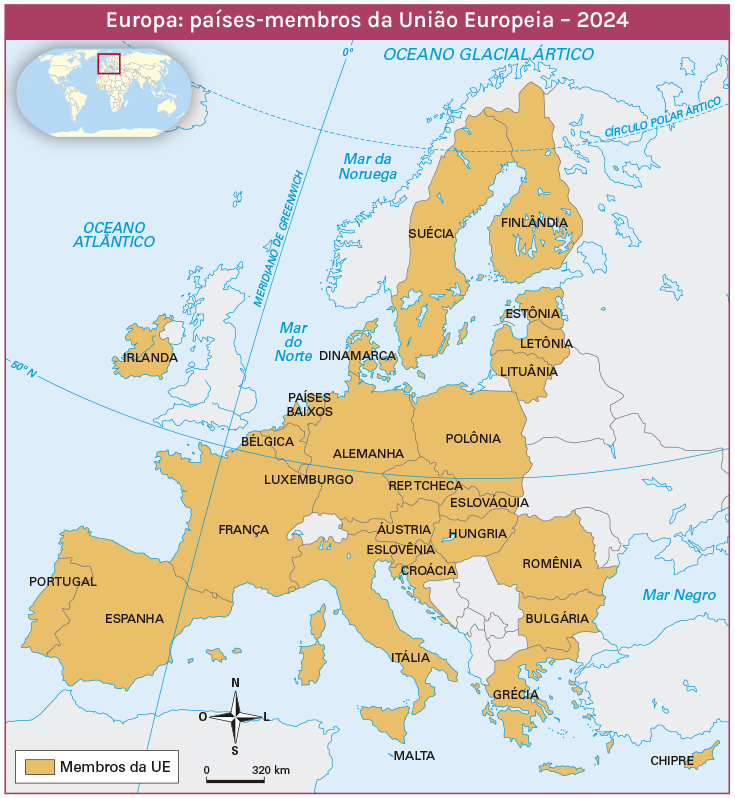 Europa: países-membros da União Europeia – 2024
0°
OCEANO GLACIAL ÁRTICO
CÍRCULO POLAR ÁRTICO
Mar da
Noruega
MERIDIANO DE GREENWICH
OCEANO
ATLÂNTICO
SUÉCIA
FINLÂNDIA
ESTÔNIA
Mar
do
Norte
LETÔNIA
IRLANDA
DINAMARCA
LITUÂNIA
50° N
PAÍSES
BAIXOS
BÉLGICA
POLÔNIA
ALEMANHA
LUXEMBURGO
REP. TCHECA
ESLOVÁQUIA
FRANÇA
ÁUSTRIA
HUNGRIA
ESLOVÊNIA
CROÁCIA
ROMÊNIA
PORTUGAL
Mar Negro
ESPANHA
BULGÁRIA
ITÁLIA
GRÉCIA
N
O
L
S
MALTA
CHIPRE
Membros da UE
0
320 km